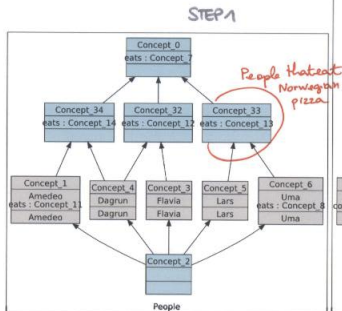 STEP 1
Concept_0
eats : Concept_7
People that eat
Norwegian
pizza
Concept_34
eats : Concept_14
Concept_32
eats : Concept_12
Concept_33
eats : Concept_13
Concept_1
Amedeo
eats : Concept_11
Amedeo
Concept_4
Dagrun
Dagrun
Concept_3
Flavia
Flavia
Concept_5
Lars
Lars
Concept_6
Uma
eats : Concept_8
Uma
Concept_2
People